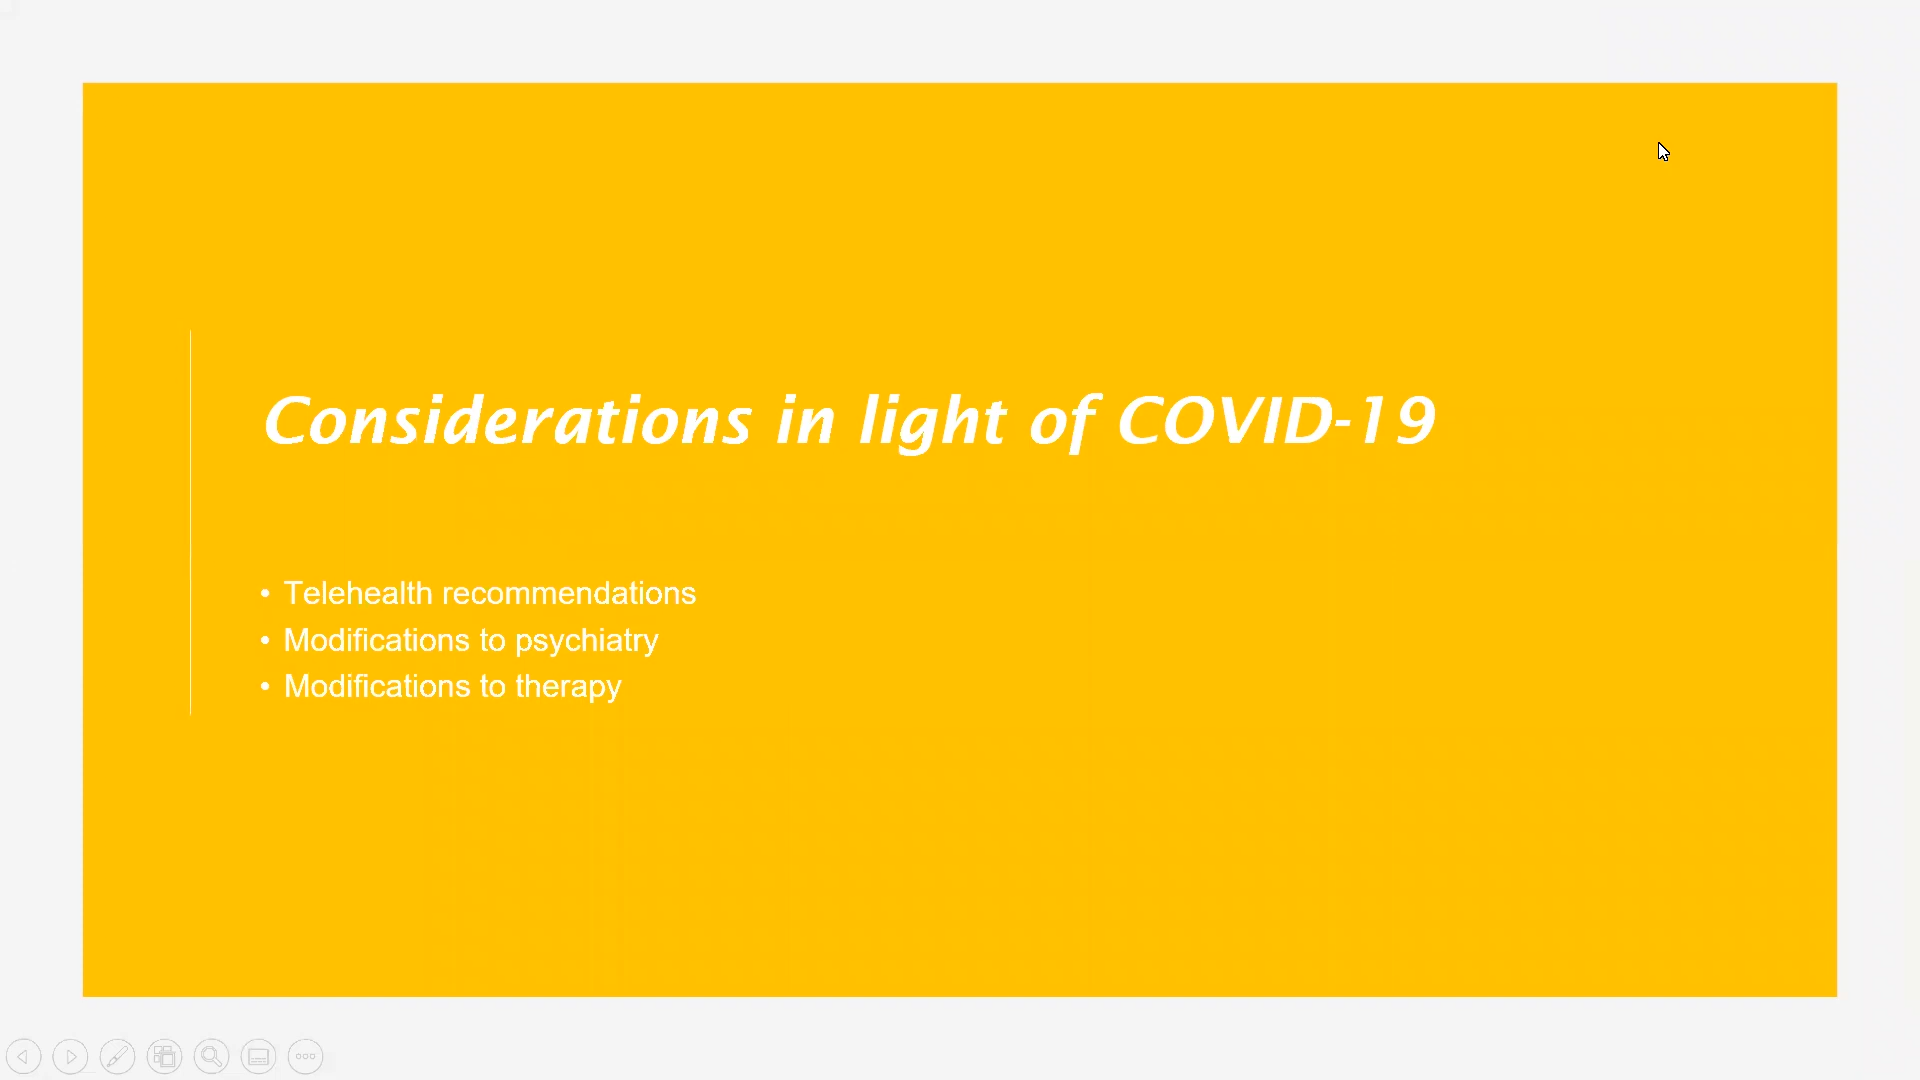 Considerations in light of COVID-19
• Telehealth recommendations
• Modifications to psychiatry
• Modifications to therapy